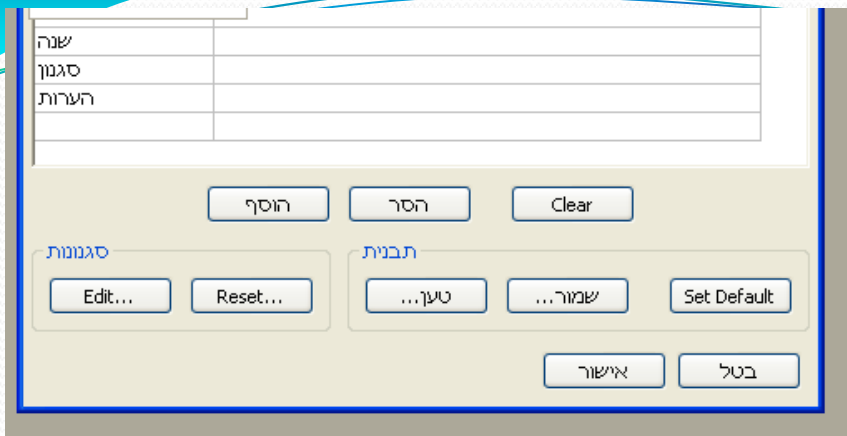 שנה
סגנון
הערות
הוסף הסר Clear
סגנונות תבנית
Edit... Reset... טען... שמור... Set Default
אישור בטל